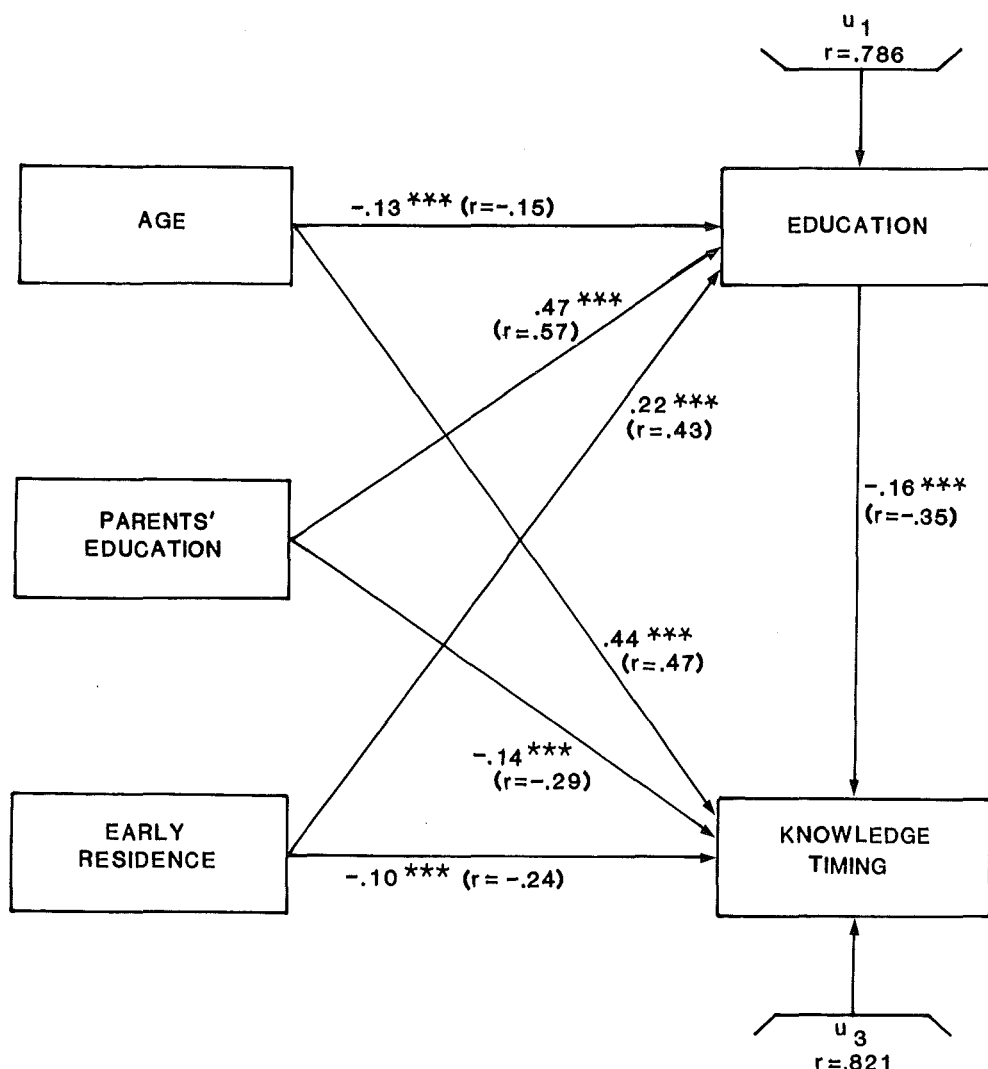 u1
r=.786
AGE
-.13*** (r=-.15)
EDUCATION
.47***
(r=.57)
.22***
(r=.43)
PARENTS'
EDUCATION
-.16***
(r=-.35)
.44***
(r=.47)
-.14***
(r=-.29)
EARLY
RESIDENCE
-.10*** (r=-.24)
KNOWLEDGE
TIMING
u3
r=.821